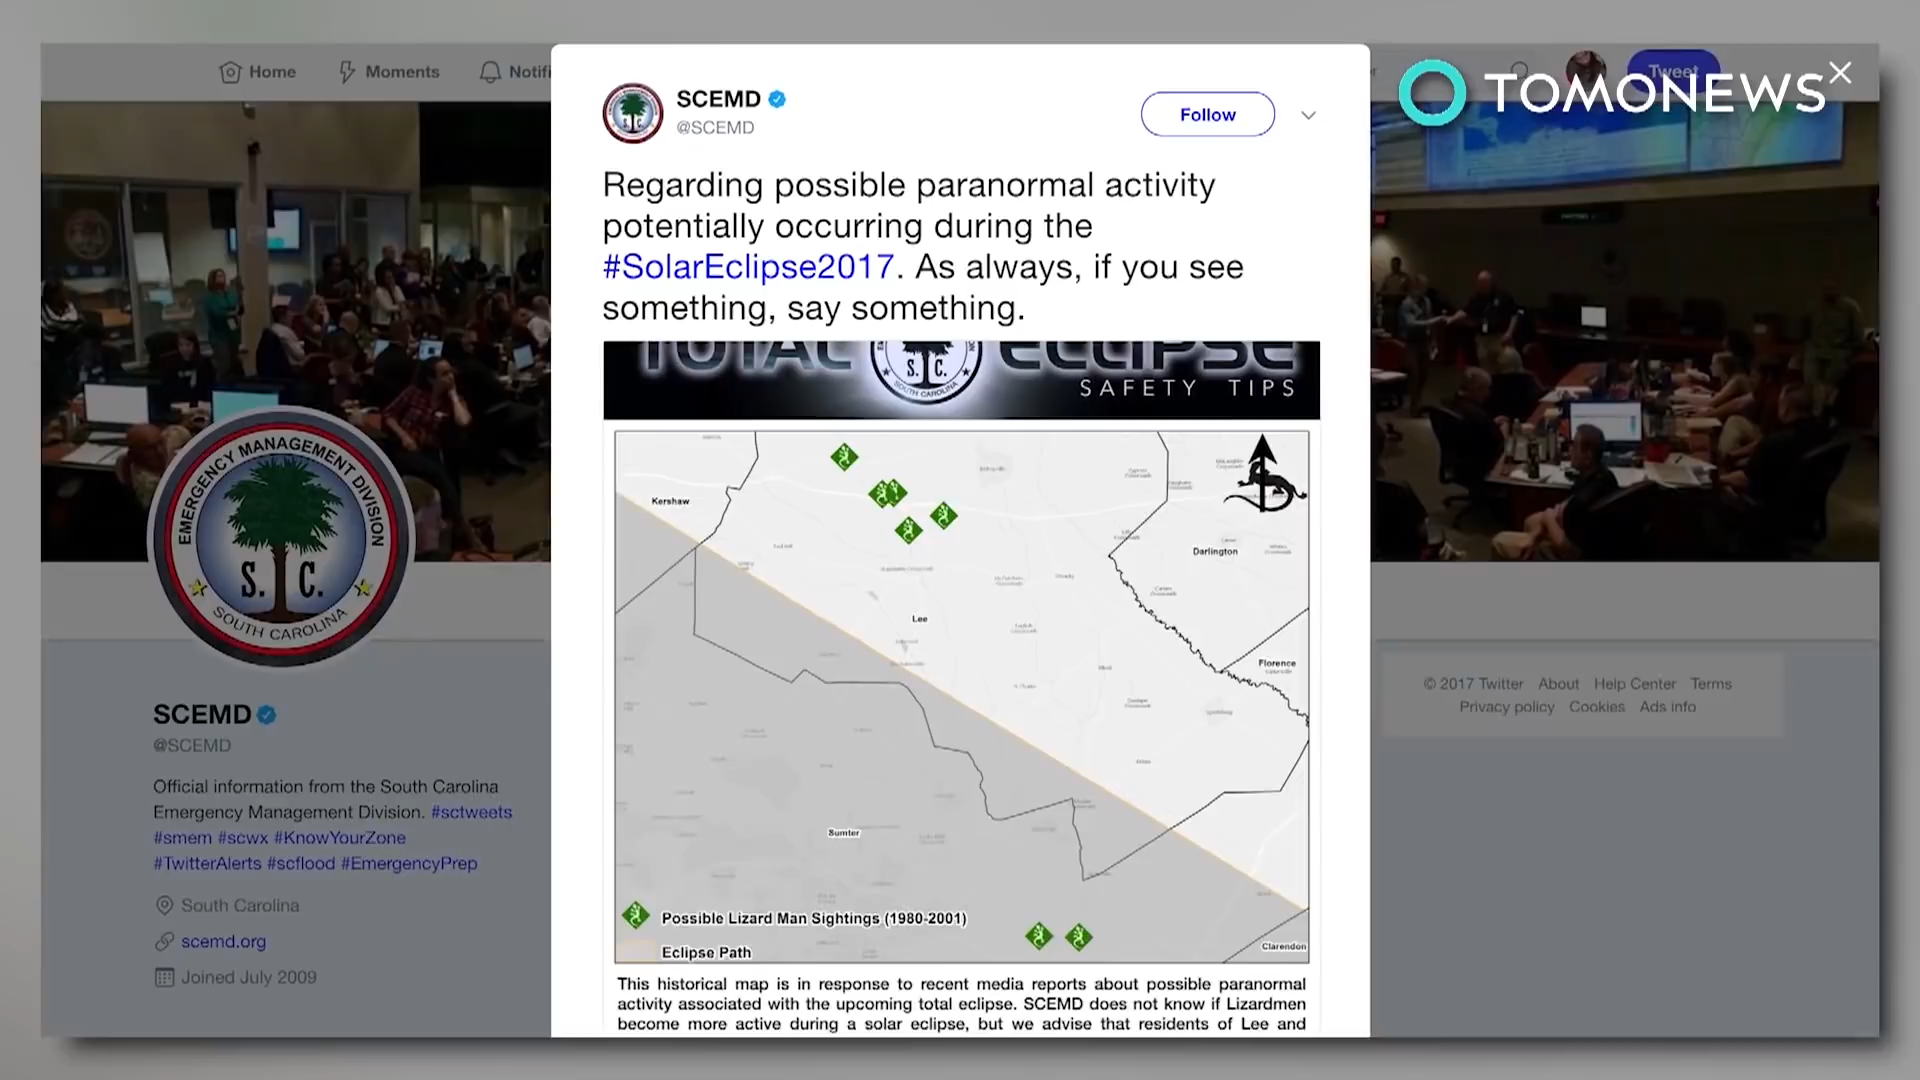 TOMONEWS
Home
Moments
Notifi
Tweet
SCEMD
@SCEMD
Follow
Regarding possible paranormal activity
potentially occurring during the
#SolarEclipse2017. As always, if you see
something, say something.
TOTAL ECLIPSE
S. C.
SOUTH CAROLINA
SAFETY TIPS
Kershaw
Darlington
Lee
Florence
Sumter
Clarendon
Possible Lizard Man Sightings (1980-2001)
Eclipse Path
This historical map is in response to recent media reports about possible paranormal
activity associated with the upcoming total eclipse. SCEMD does not know if Lizardmen
become more active during a solar eclipse, but we advise that residents of Lee and
EMERGENCY MANAGEMENT DIVISION
S. C.
SOUTH CAROLINA
SCEMD
@SCEMD
Official information from the South Carolina
Emergency Management Division. #sctweets
#smem #scwx #KnowYourZone
#TwitterAlerts #scflood #EmergencyPrep
South Carolina
scemd.org
Joined July 2009
© 2017 Twitter About Help Center Terms
Privacy policy Cookies Ads info